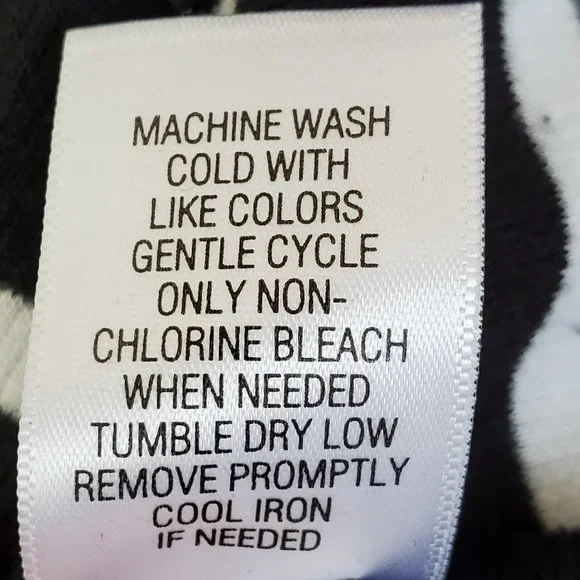 MACHINE WASH
COLD WITH
LIKE COLORS
GENTLE CYCLE
ONLY NON-
CHLORINE BLEACH
WHEN NEEDED
TUMBLE DRY LOW
REMOVE PROMPTLY
COOL IRON
IF NEEDED